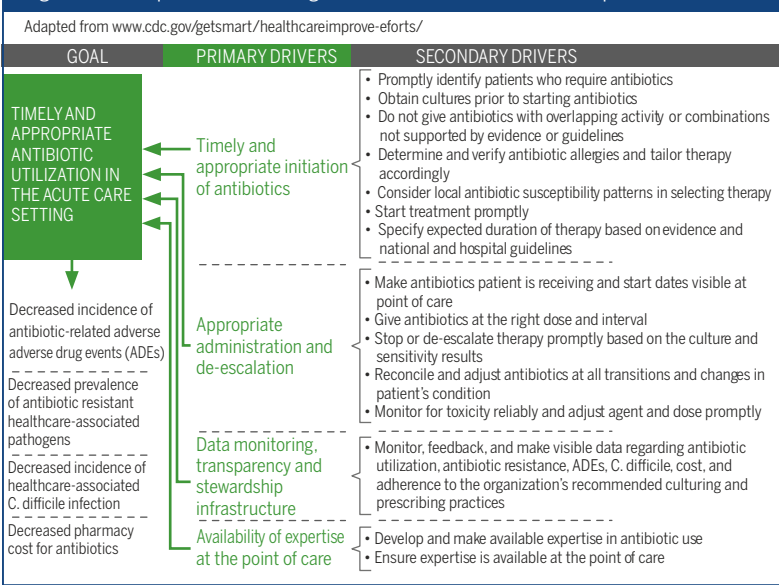 Adapted from www.cdc.gov/getsmart/healthcareimprove-eforts/
GOAL
PRIMARY DRIVERS
SECONDARY DRIVERS
TIMELY AND
APPROPRIATE
ANTIBIOTIC
UTILIZATION IN
THE ACUTE CARE
SETTING
Decreased incidence of
antibiotic-related adverse
adverse drug events (ADEs)
Decreased prevalence
of antibiotic resistant
healthcare-associated
pathogens
Decreased incidence of
healthcare-associated
C. difficile infection
Decreased pharmacy
cost for antibiotics
Timely and
appropriate initiation
of antibiotics
• Promptly identify patients who require antibiotics
• Obtain cultures prior to starting antibiotics
• Do not give antibiotics with overlapping activity or combinations
not supported by evidence or guidelines
• Determine and verify antibiotic allergies and tailor therapy
accordingly
• Consider local antibiotic susceptibility patterns in selecting therapy
• Start treatment promptly
• Specify expected duration of therapy based on evidence and
national and hospital guidelines
Appropriate
administration and
de-escalation
• Make antibiotics patient is receiving and start dates visible at
point of care
• Give antibiotics at the right dose and interval
• Stop or de-escalate therapy promptly based on the culture and
sensitivity results
• Reconcile and adjust antibiotics at all transitions and changes in
patient's condition
• Monitor for toxicity reliably and adjust agent and dose promptly
Data monitoring,
transparency and
stewardship
infrastructure
• Monitor, feedback, and make visible data regarding antibiotic
utilization, antibiotic resistance, ADEs, C. difficile, cost, and
adherence to the organization's recommended culturing and
prescribing practices
Availability of expertise
at the point of care
• Develop and make available expertise in antibiotic use
• Ensure expertise is available at the point of care